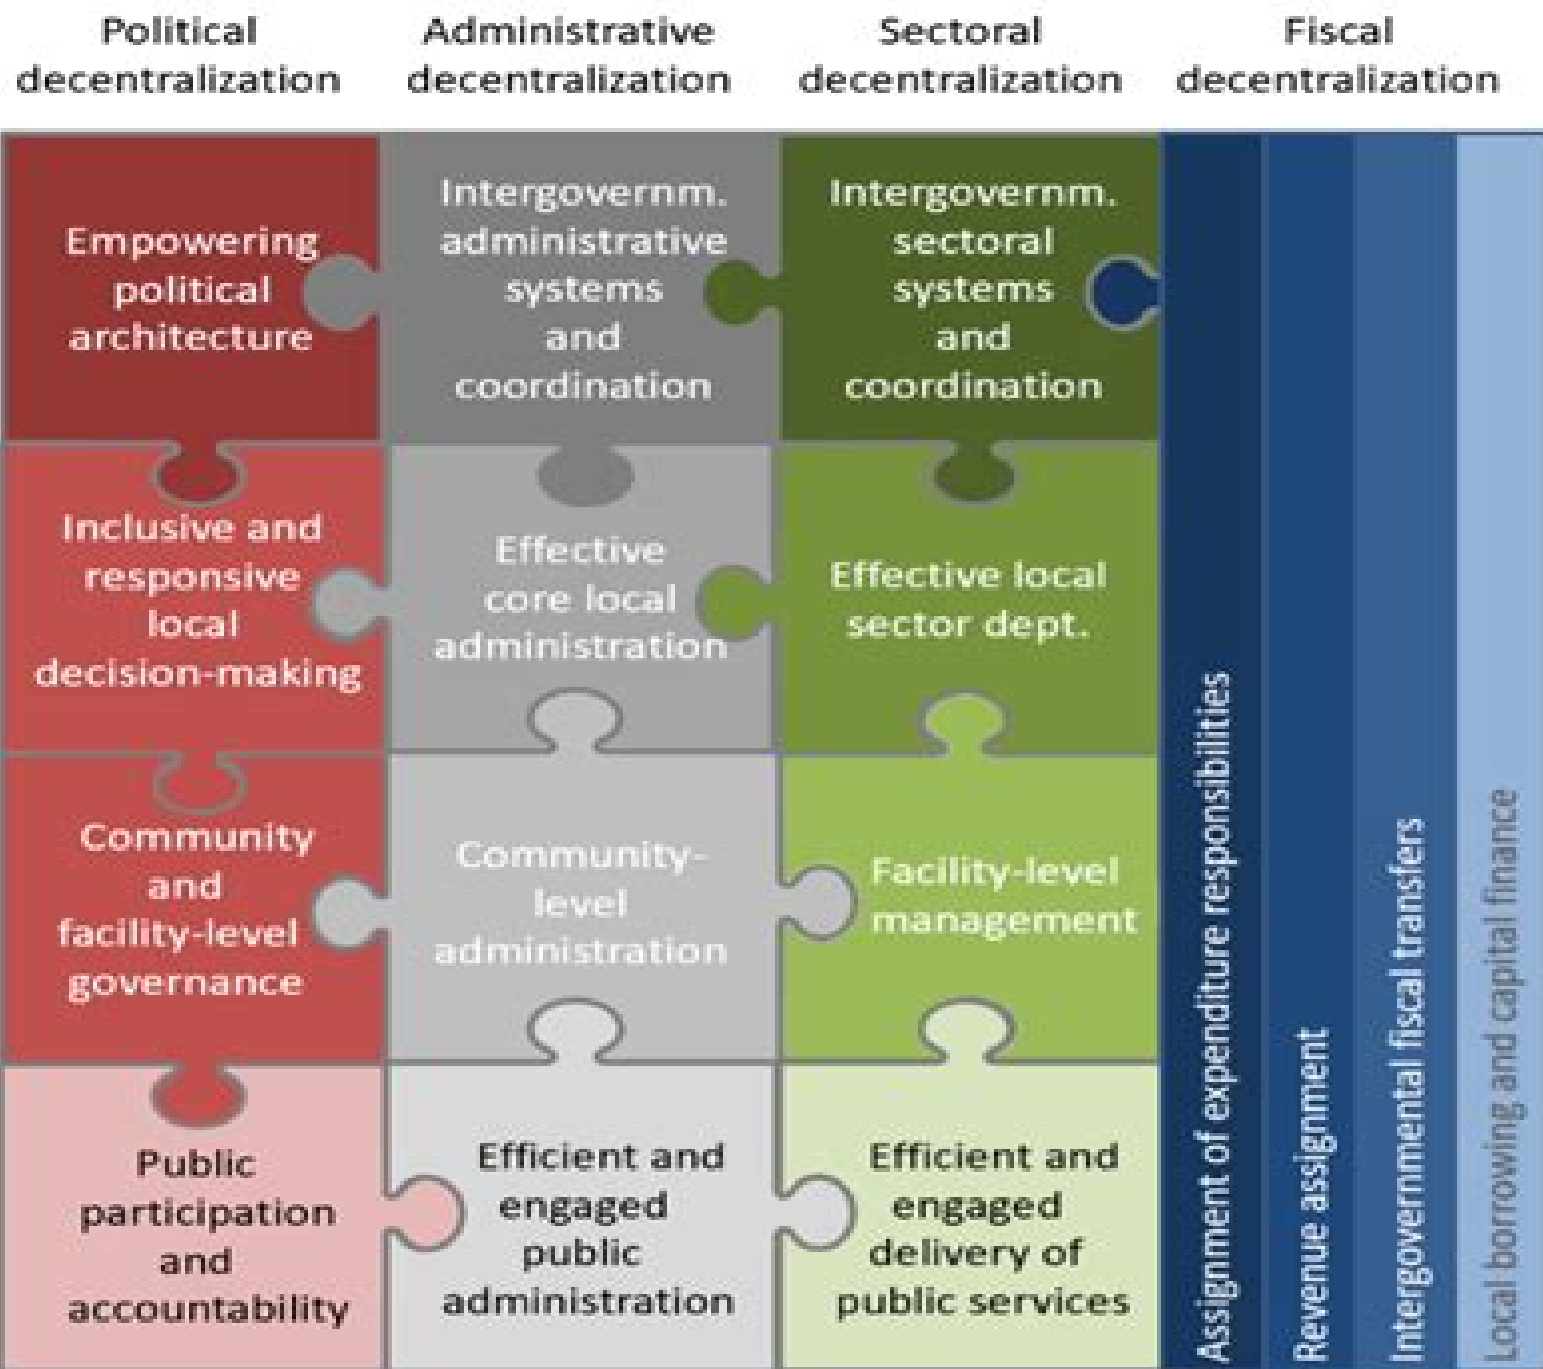 Political
decentralization
Administrative
decentralization
Sectoral
decentralization
Fiscal
decentralization
Empowering
political
architecture
Intergovernm.
administrative
systems
and
coordination
Intergovernm.
sectoral
systems
and
coordination
Inclusive and
responsive
local
decision-making
Effective
core local
administration
Effective local
sector dept.
Community
and
facility-level
governance
Community-
level
administration
Facility-level
management
Public
participation
and
accountability
Efficient and
engaged
public
administration
Efficient and
engaged
delivery of
public services
Assignment of expenditure responsibilities
Revenue assignment
Intergovernmental fiscal transfers
Local borrowing and capital finance